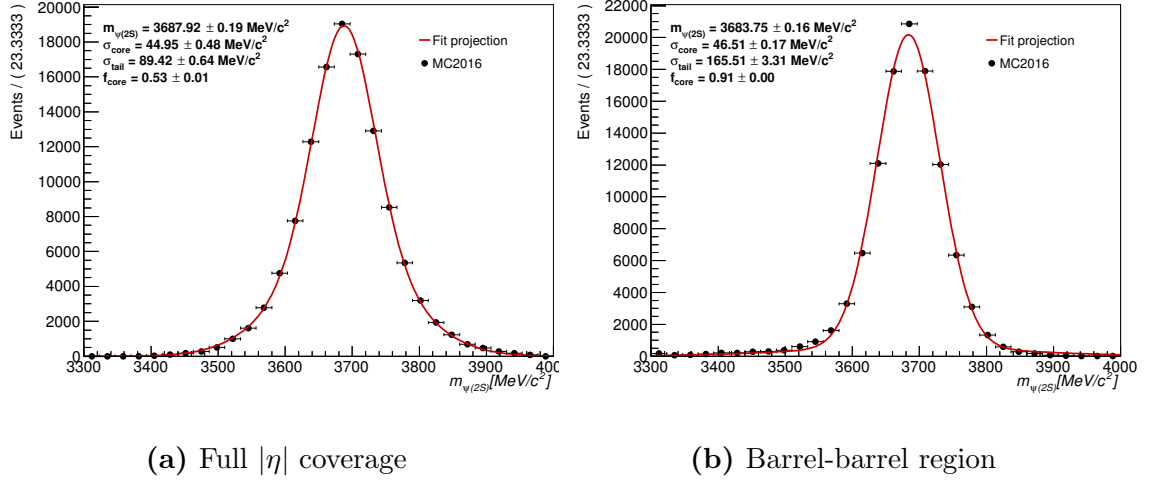 m_ψ(2S) = 3687.92 ± 0.19 MeV/c²
σ_core = 44.95 ± 0.48 MeV/c²
σ_tail = 89.42 ± 0.64 MeV/c²
f_core = 0.53 ± 0.01
Fit projection
MC2016
Events / ( 23.3333 )
20000
18000
16000
14000
12000
10000
8000
6000
4000
2000
0
3300 3400 3500 3600 3700 3800 3900 4000
m_ψ(2S)[MeV/c²]
(a) Full |η| coverage
m_ψ(2S) = 3683.75 ± 0.16 MeV/c²
σ_core = 46.51 ± 0.17 MeV/c²
σ_tail = 165.51 ± 3.31 MeV/c²
f_core = 0.91 ± 0.00
Fit projection
MC2016
Events / ( 23.3333 )
22000
20000
18000
16000
14000
12000
10000
8000
6000
4000
2000
0
3300 3400 3500 3600 3700 3800 3900 4000
m_ψ(2S)[MeV/c²]
(b) Barrel-barrel region